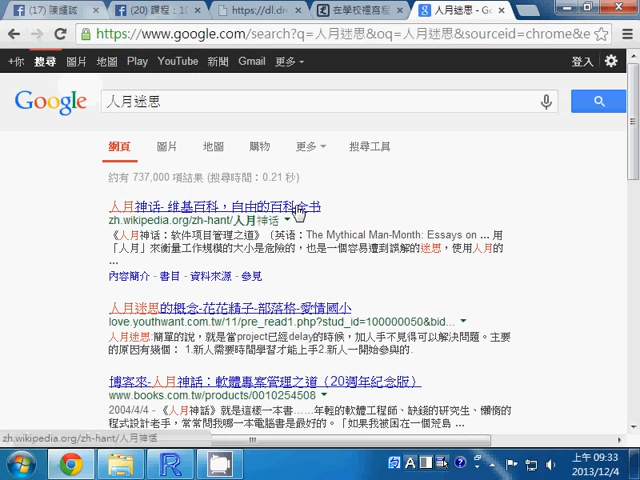 (17) 陳鍾誠
(20) 課程：10
https://dl.dro
在學校裡寫程
人月迷思 - Go
https://www.google.com/search?q=人月迷思&oq=人月迷思&sourceid=chrome&e
+你 搜尋 圖片 地圖 Play YouTube 新聞 Gmail 更多 登入
Google 人月迷思
網頁 圖片 地圖 購物 更多 搜尋工具
約有 737,000 項結果 (搜尋時間：0.21 秒)
人月神话- 维基百科，自由的百科全书
zh.wikipedia.org/zh-hant/人月神话
《人月神话：软件项目管理之道》（英语：The Mythical Man-Month: Essays on ... 用
「人月」來衡量工作規模的大小是危險的，也是一個容易遭到誤解的迷思，使用人月的
...
內容簡介 - 書目 - 資料來源 - 參見
人月迷思的概念-花花精子-部落格-愛情國小
love.youthwant.com.tw/11/pre_read1.php?stud_id=100000050&bid...
人月迷思:簡單的說，就是當project已經delay的時候，加人手不見得可以解決問題。主要
的原因有幾個： 1.新人需要時間學習才能上手2.新人一開始參與的.
博客來-人月神話：軟體專案管理之道（20週年紀念版）
www.books.com.tw/products/0010254508
2004/4/4 - 《人月神話》就是這樣一本書……年輕的軟體工程師、缺錢的研究生、懶惰的
程式設計老手，常常問我哪一本電腦書是最好的。「如果我被困在一個荒島
zh.wikipedia.org/zh-hant/人月神话
上午 09:33
2013/12/4